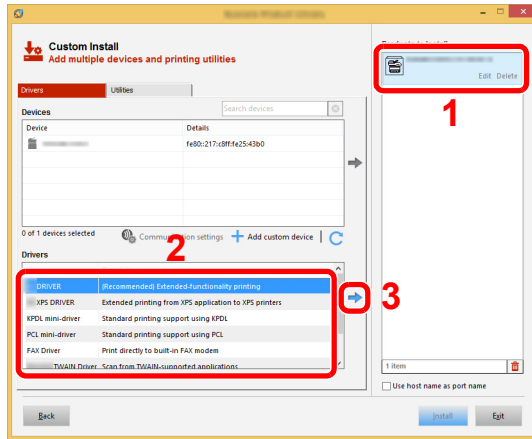 Custom Install
Add multiple devices and printing utilities
Drivers
Utilities
Devices
Search devices
Device
Details
fe80::217:c8ff:fe25:43b0
0 of 1 devices selected
settings
Add custom device
Drivers
2
DRIVER
(Recommended) Extended-functionality printing
XPS DRIVER
Extended printing from XPS application to XPS printers
KPDL mini-driver
Standard printing support using KPDL
PCL mini-driver
Standard printing support using PCL
FAX Driver
Print directly to built-in FAX modem
TWAIN Driver
Scan from TWAIN-supported applications
3
Edit Delete
1
1 item
Use host name as port name
Back
Install
Exit